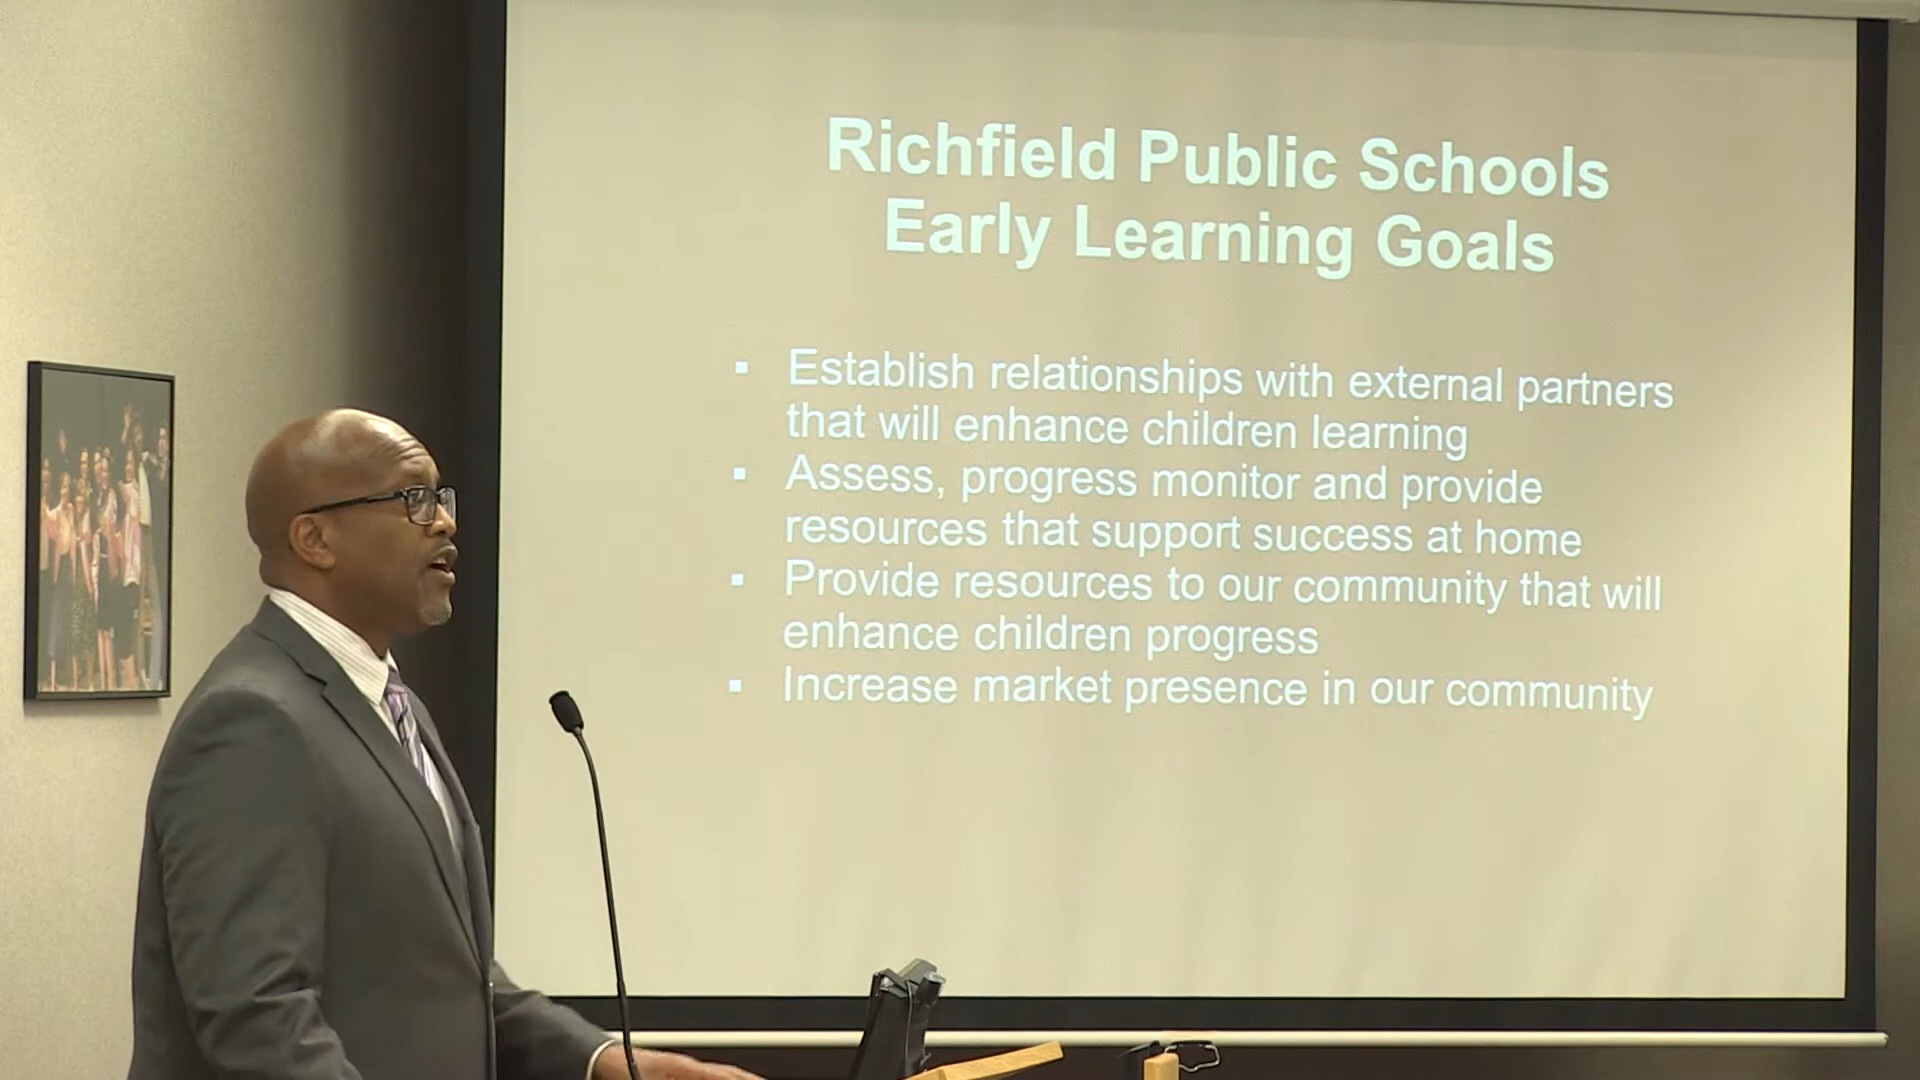 Richfield Public Schools
Early Learning Goals
▪ Establish relationships with external partners
that will enhance children learning
▪ Assess, progress monitor and provide
resources that support success at home
▪ Provide resources to our community that will
enhance children progress
▪ Increase market presence in our community